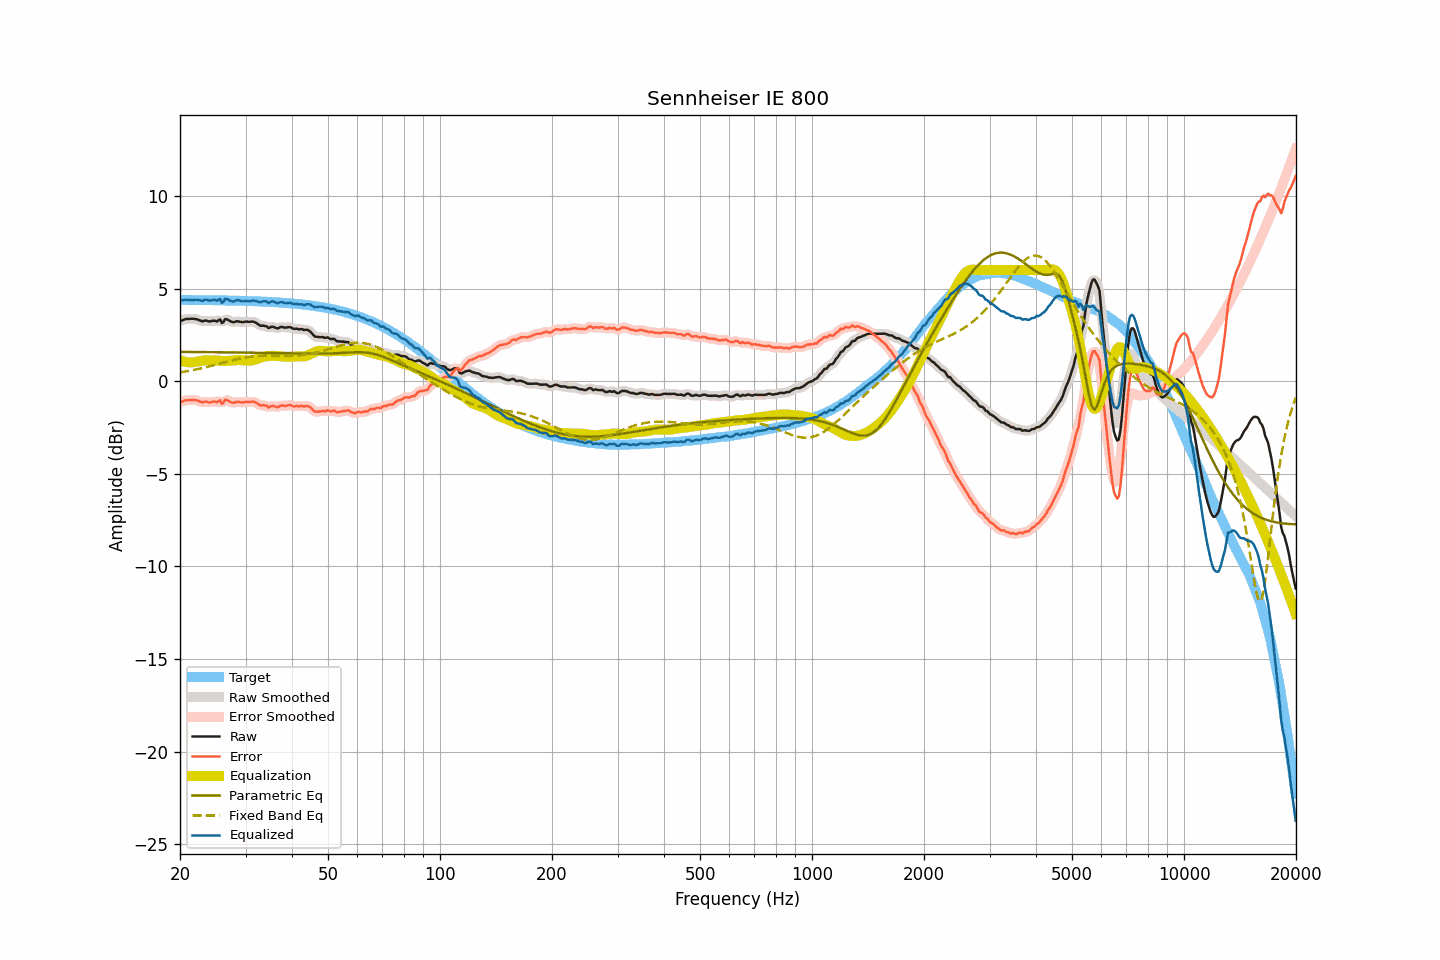 Sennheiser IE 800
10
5
0
−5
−10
−15
−20
−25
Amplitude (dBr)
Target
Raw Smoothed
Error Smoothed
Raw
Error
Equalization
Parametric Eq
Fixed Band Eq
Equalized
20 50 100 200 500 1000 2000 5000 10000 20000
Frequency (Hz)